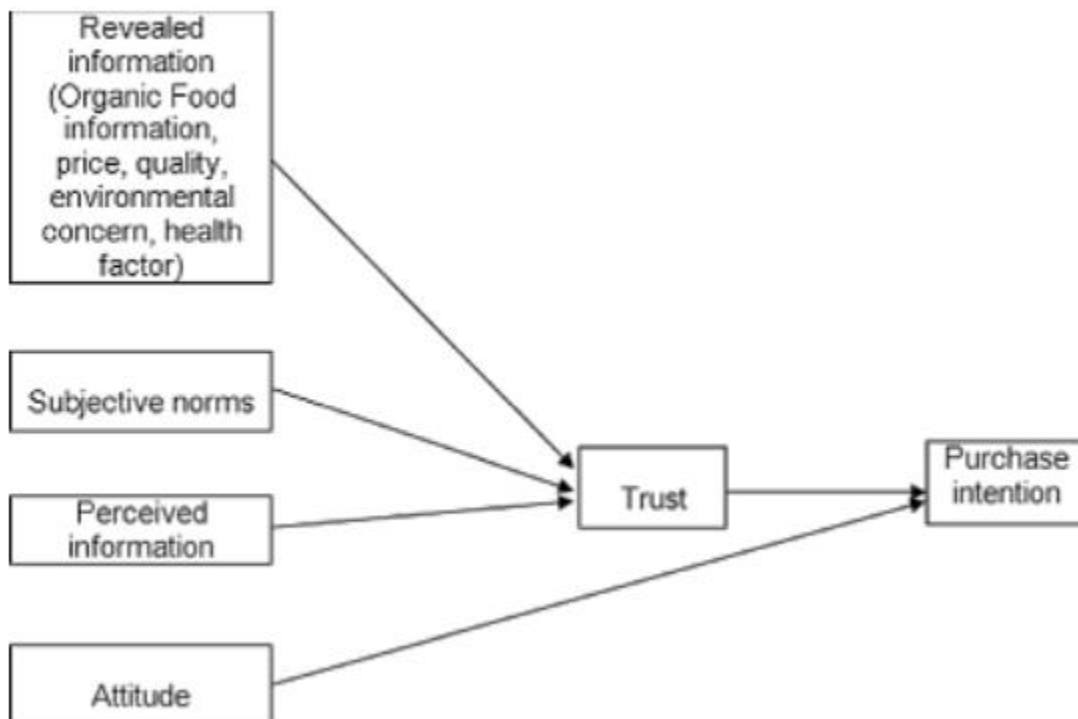 Revealed
information
(Organic Food
information,
price, quality,
environmental
concern, health
factor)
Subjective norms
Perceived
information
Attitude
Trust
Purchase
intention